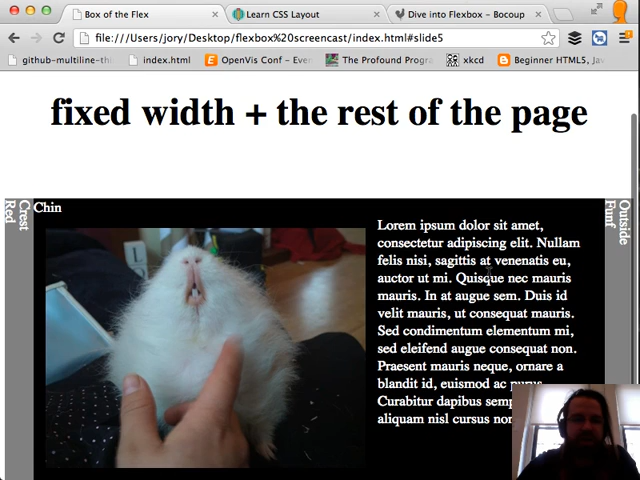 Box of the Flex
Learn CSS Layout
Dive into Flexbox - Bocoup
file:///Users/jory/Desktop/flexbox%20screencast/index.html#slide5
github-multiline-thi
index.html
OpenVis Conf - Even
The Profound Progra
xkcd
Beginner HTML5, Jav
fixed width + the rest of the page
Crest
Red
Chin
Lorem ipsum dolor sit amet,
consectetur adipiscing elit. Nullam
felis nisi, sagittis at venenatis eu,
auctor ut mi. Quisque nec mauris
mauris. In at augue sem. Duis id
velit mauris, ut consequat mauris.
Sed condimentum elementum mi,
sed eleifend augue consequat non.
Praesent mauris neque, ornare a
blandit id, euismod ac purus.
Curabitur dapibus semp
aliquam nisl cursus non
Outside
Funf